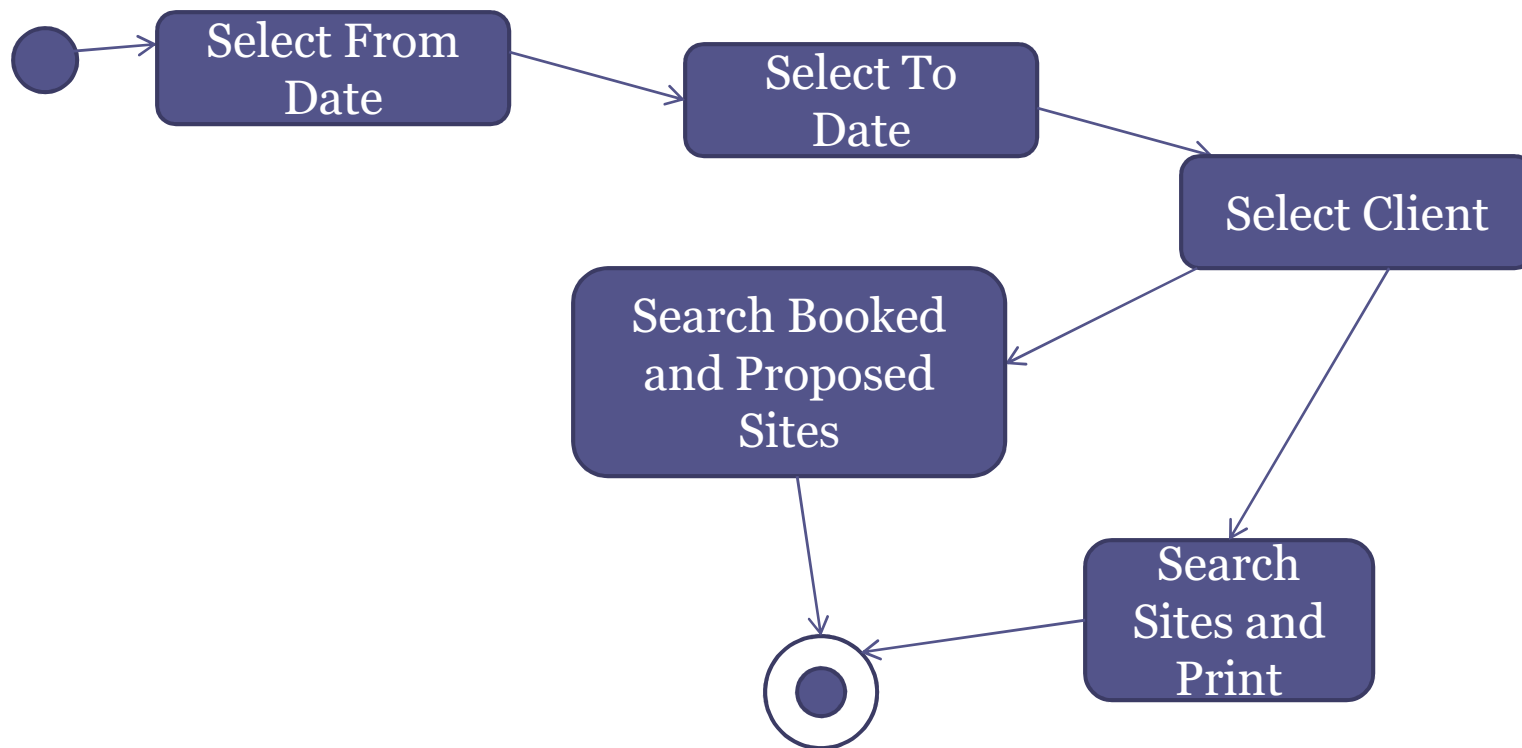 Select From
Date
Select To
Date
Select Client
Search Booked
and Proposed
Sites
Search
Sites and
Print